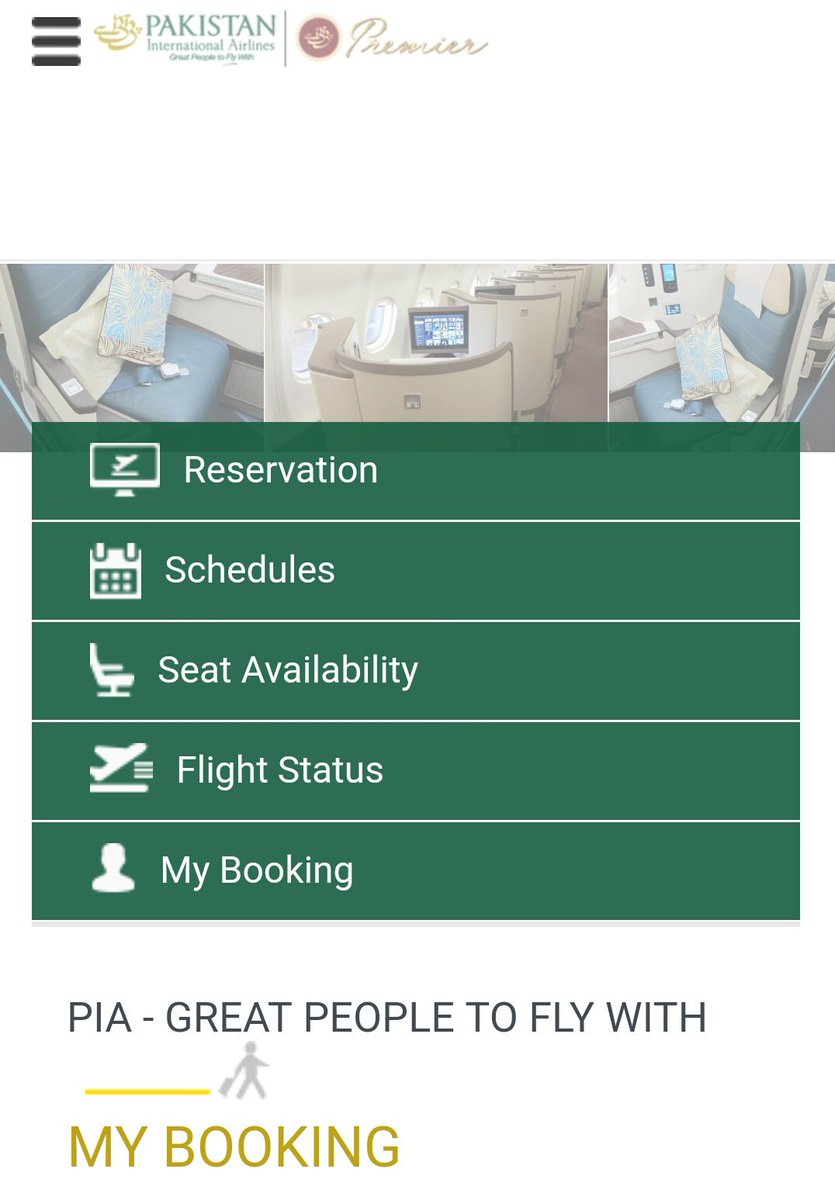 PAKISTAN
International Airlines
Great People to Fly With
Premier
Reservation
Schedules
Seat Availability
Flight Status
My Booking
PIA - GREAT PEOPLE TO FLY WITH
MY BOOKING